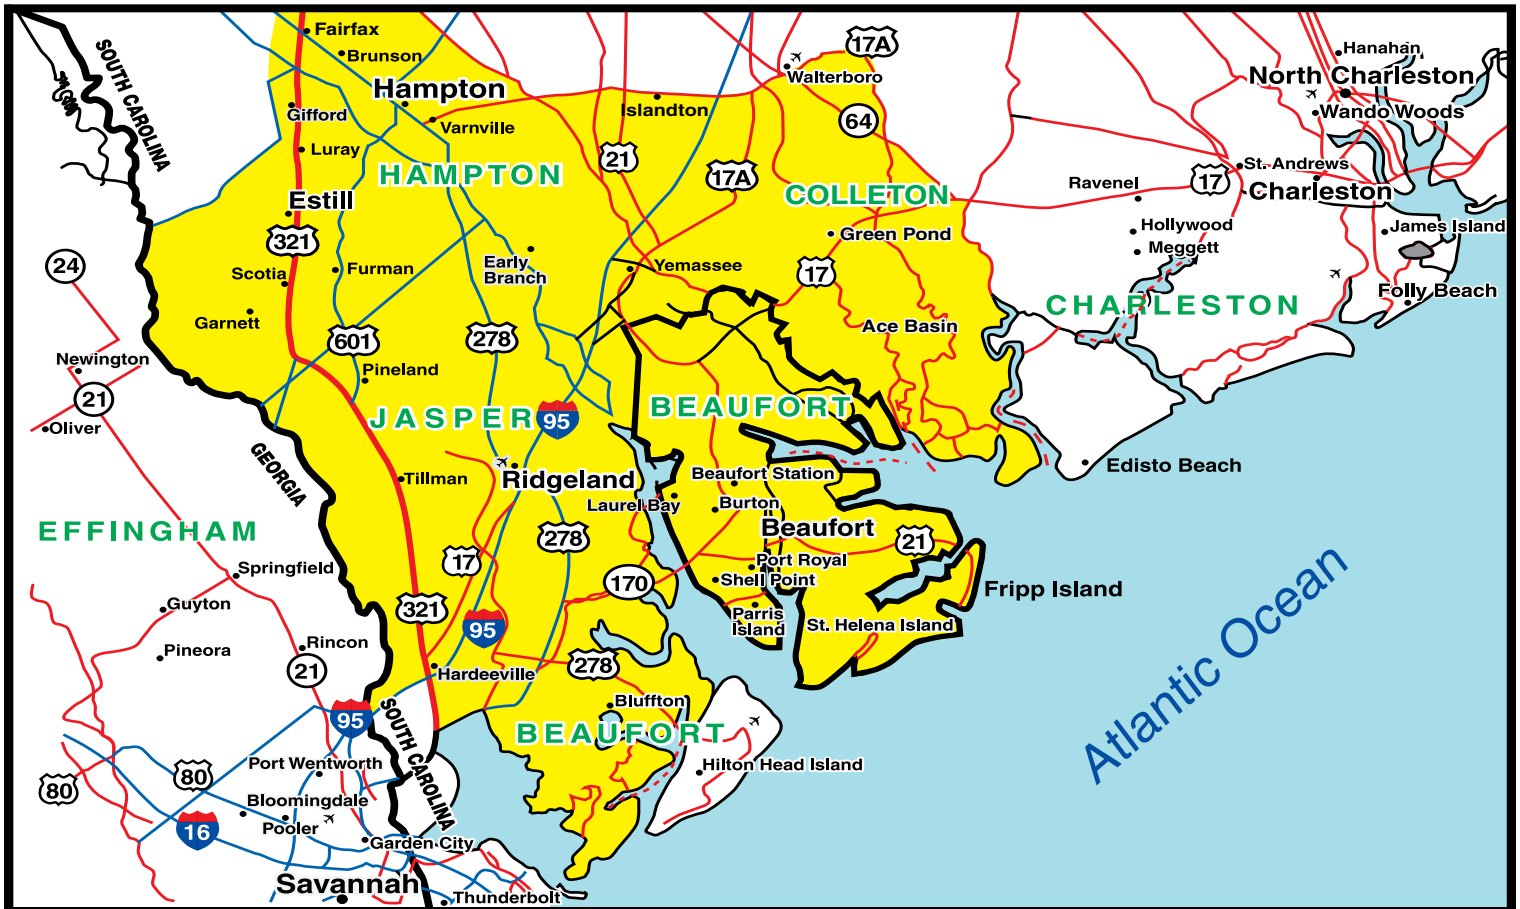 Fairfax
Brunson
17A
Walterboro
Hanahan
North Charleston
SOUTH CAROLINA
Hampton
Gifford
Varnville
Islandton
64
Wando Woods
Luray
21
17A
St. Andrews
HAMPTON
COLLETON
Ravenel
17
Charleston
Estill
321
Green Pond
Hollywood
Meggett
James Island
24
Scotia
Furman
Early
Branch
Yemassee
17
Folly Beach
Garnett
CHARLESTON
601
278
Ace Basin
Newington
Pineland
21
JASPER
95
BEAUFORT
Oliver
GEORGIA
Tillman
Ridgeland
Beaufort Station
Edisto Beach
Laurel Bay
Burton
EFFINGHAM
278
Beaufort
21
17
Port Royal
Springfield
170
Shell Point
Fripp Island
Guyton
321
95
Parris
Island
St. Helena Island
Atlantic Ocean
Pineora
Rincon
21
Hardeeville
278
Bluffton
95
SOUTH CAROLINA
BEAUFORT
80
80
Port Wentworth
Hilton Head Island
Bloomingdale
Pooler
16
Garden City
Savannah
Thunderbolt